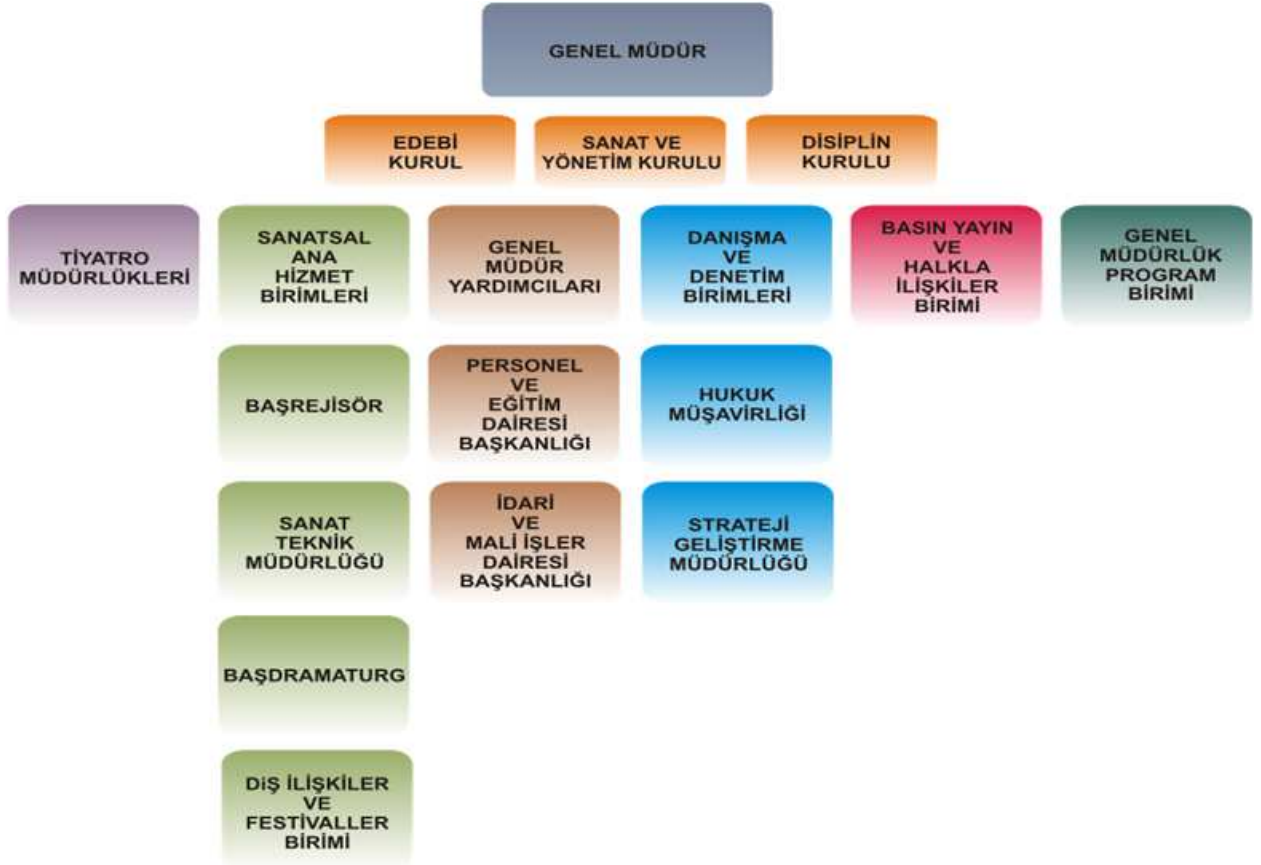 GENEL MÜDÜR
EDEBİ
KURUL
SANAT VE
YÖNETİM KURULU
DİSİPLİN
KURULU
TİYATRO
MÜDÜRLÜKLERİ
SANATSAL
ANA
HİZMET
BİRİMLERİ
GENEL
MÜDÜR
YARDIMCILARI
DANIŞMA
VE
DENETİM
BİRİMLERİ
BASIN YAYIN
VE
HALKLA
İLİŞKİLER
BİRİMİ
GENEL
MÜDÜRLÜK
PROGRAM
BİRİMİ
BAŞREJİSÖR
PERSONEL
VE
EĞİTİM
DAİRESİ
BAŞKANLIĞI
HUKUK
MÜŞAVİRLİĞİ
SANAT
TEKNİK
MÜDÜRLÜĞÜ
İDARİ
VE
MALİ İŞLER
DAİRESİ
BAŞKANLIĞI
STRATEJİ
GELİŞTİRME
MÜDÜRLÜĞÜ
BAŞDRAMATURG
DiŞ İLİŞKİLER
VE
FESTİVALLER
BİRİMİ